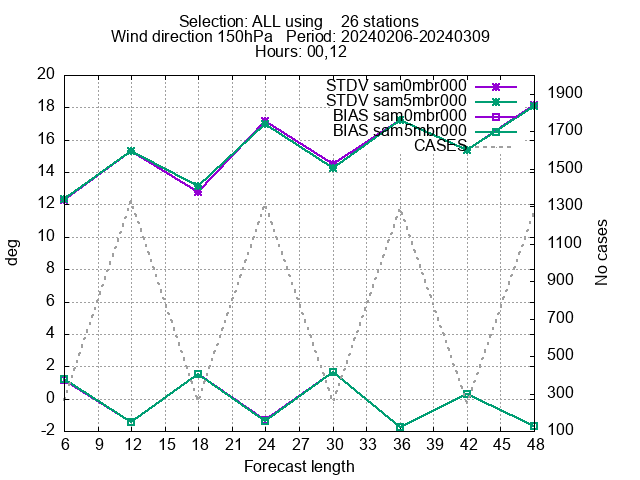 Selection: ALL using    26 stations
Wind direction 150hPa   Period: 20240206-20240309
Hours: 00,12
STDV sam0mbr000
STDV sam5mbr000
BIAS sam0mbr000
BIAS sam5mbr000
CASES
20
18
16
14
12
10
8
6
4
2
0
-2
deg
1900
1700
1500
1300
1100
900
700
500
300
100
No cases
6 9 12 15 18 21 24 27 30 33 36 39 42 45 48
Forecast length